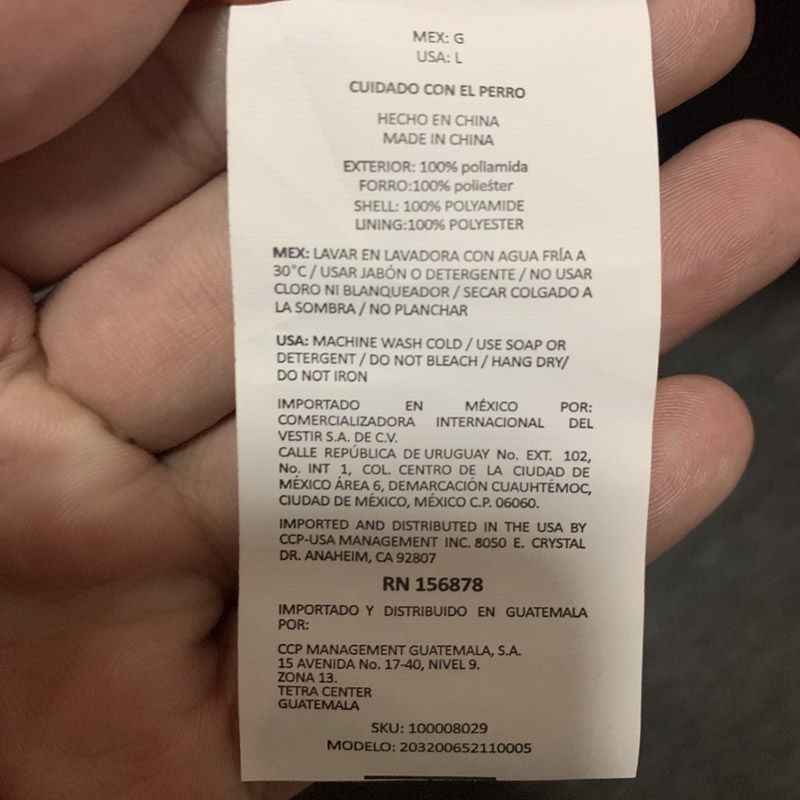 MEX: G
USA: L
CUIDADO CON EL PERRO
HECHO EN CHINA
MADE IN CHINA
EXTERIOR: 100% poliamida
FORRO:100% poliešter
SHELL: 100% POLYAMIDE
LINING:100% POLYESTER
MEX: LAVAR EN LAVADORA CON AGUA FRÍA A
30°C / USAR JABÓN O DETERGENTE / NO USAR
CLORO NI BLANQUEADOR / SECAR COLGADO A
LA SOMBRA / NO PLANCHAR
USA: MACHINE WASH COLD / USE SOAP OR
DETERGENT / DO NOT BLEACH / HANG DRY/
DO NOT IRON
IMPORTADO EN MÉXICO POR:
COMERCIALIZADORA INTERNACIONAL DEL
VESTIR S.A. DE C.V.
CALLE REPÚBLICA DE URUGUAY No. EXT. 102,
No. INT 1, COL. CENTRO DE LA CIUDAD DE
MÉXICO ÁREA 6, DEMARCACIÓN CUAUHTÉMOC,
CIUDAD DE MÉXICO, MÉXICO C.P. 06060.
IMPORTED AND DISTRIBUTED IN THE USA BY
CCP-USA MANAGEMENT INC. 8050 E. CRYSTAL
DR. ANAHEIM, CA 92807
RN 156878
IMPORTADO Y DISTRIBUIDO EN GUATEMALA
POR:
CCP MANAGEMENT GUATEMALA, S.A.
15 AVENIDA No. 17-40, NIVEL 9.
ZONA 13.
TETRA CENTER
GUATEMALA
SKU: 100008029
MODELO: 203200652110005